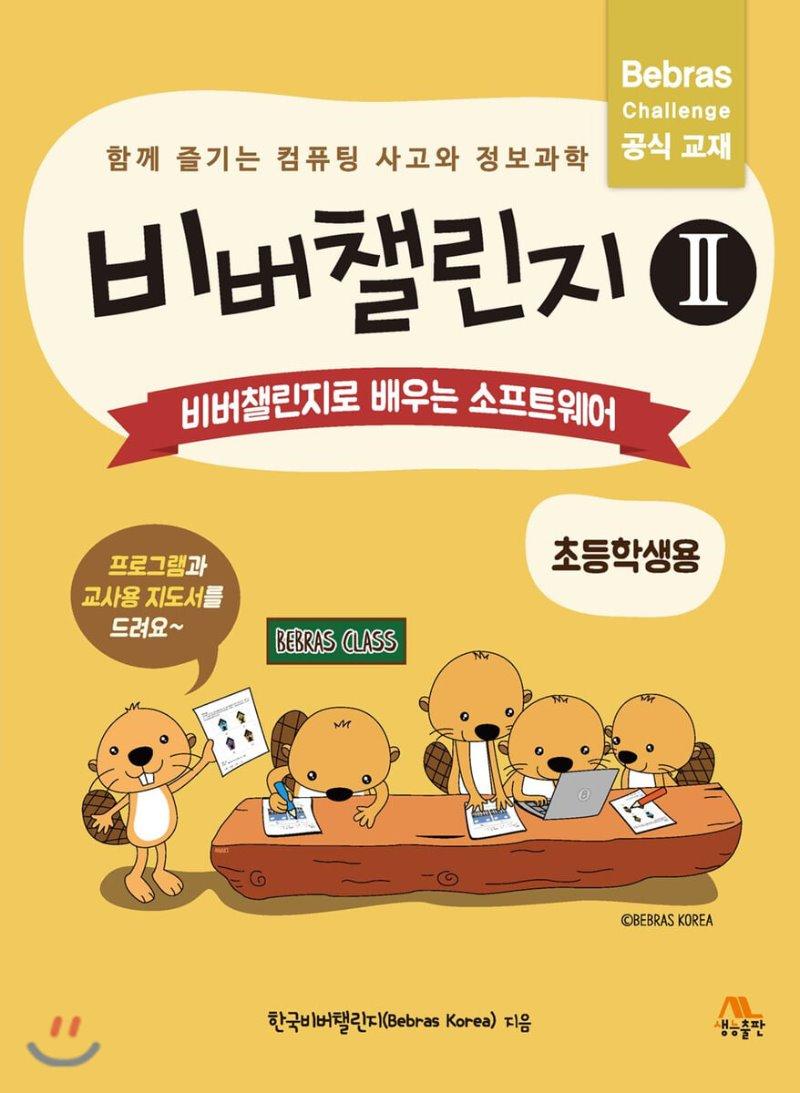 Bebras
Challenge
공식 교재
함께 즐기는 컴퓨팅 사고와 정보과학
비버챌린지 Ⅱ
비버챌린지로 배우는 소프트웨어
초등학생용
프로그램과
교사용 지도서를
드려요~
BEBRAS CLASS
©BEBRAS KOREA
한국비버챌린지(Bebras Korea) 지음
생능출판